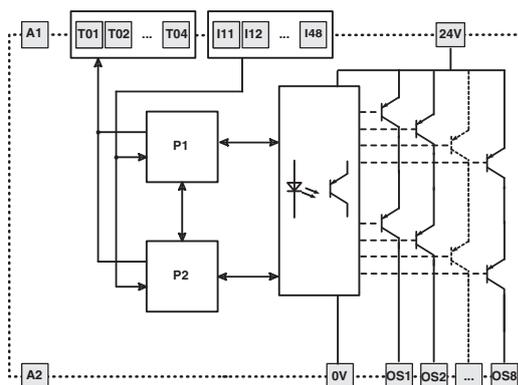 A1 T01 T02 ... T04 I11 I12 ... I48 24V
P1
P2
A2 0V OS1 OS2 ... OS8